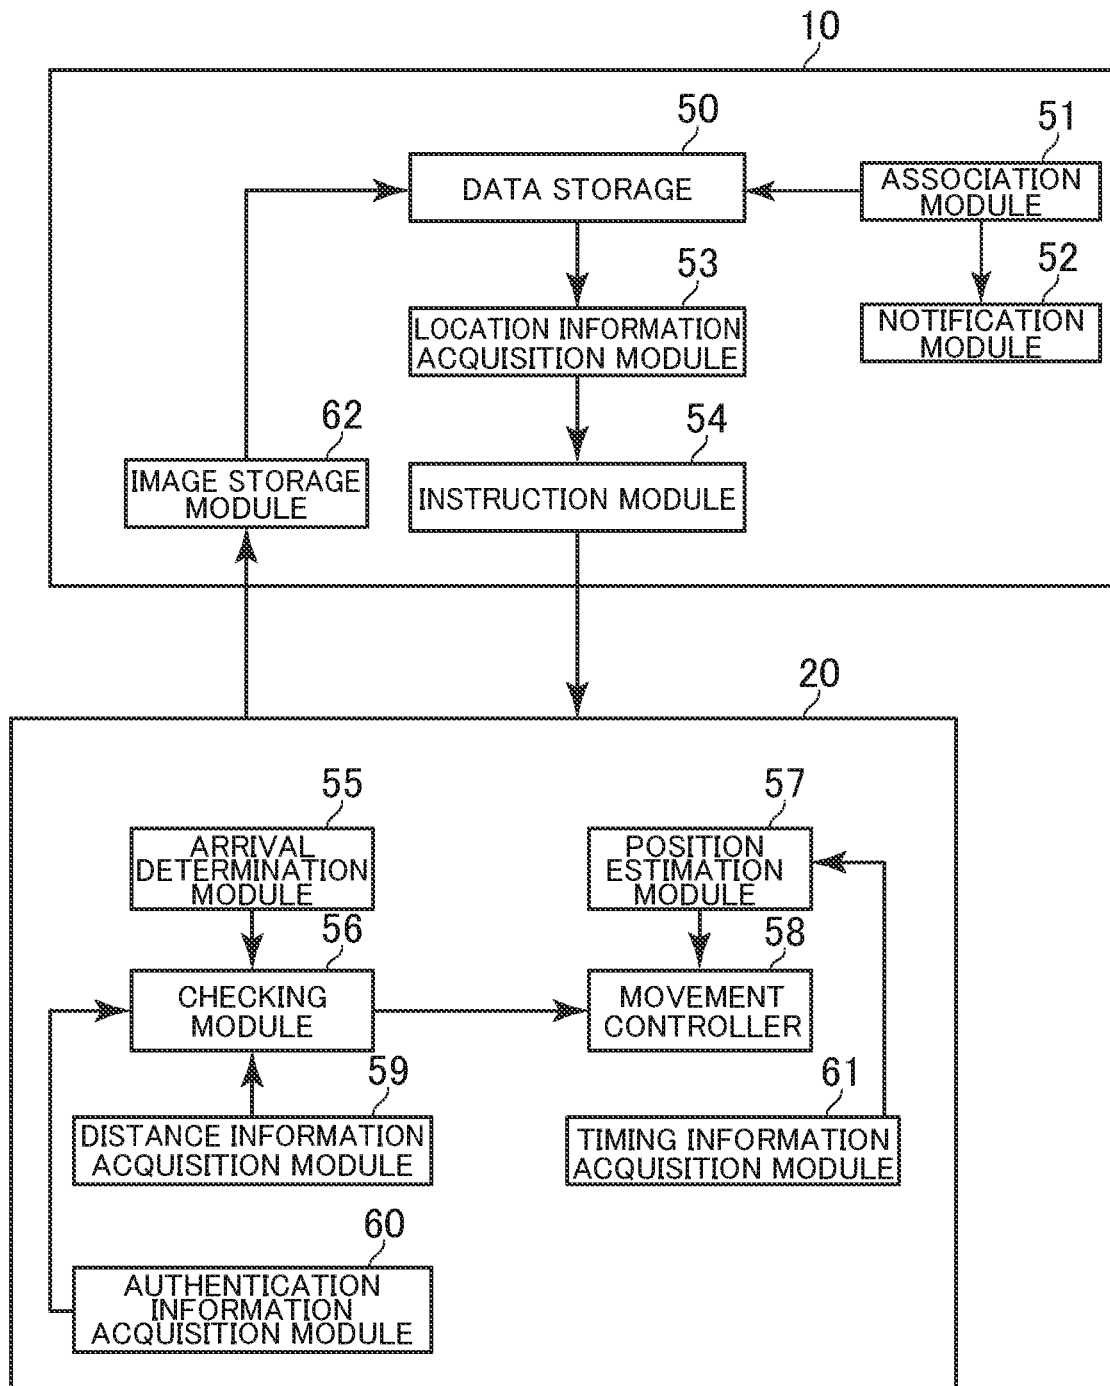 10
50
DATA STORAGE
51
ASSOCIATION
MODULE
53
LOCATION INFORMATION
ACQUISITION MODULE
52
NOTIFICATION
MODULE
62
IMAGE STORAGE
MODULE
54
INSTRUCTION MODULE
20
55
ARRIVAL
DETERMINATION
MODULE
57
POSITION
ESTIMATION
MODULE
56
CHECKING
MODULE
58
MOVEMENT
CONTROLLER
59
DISTANCE INFORMATION
ACQUISITION MODULE
61
TIMING INFORMATION
ACQUISITION MODULE
60
AUTHENTICATION
INFORMATION
ACQUISITION MODULE